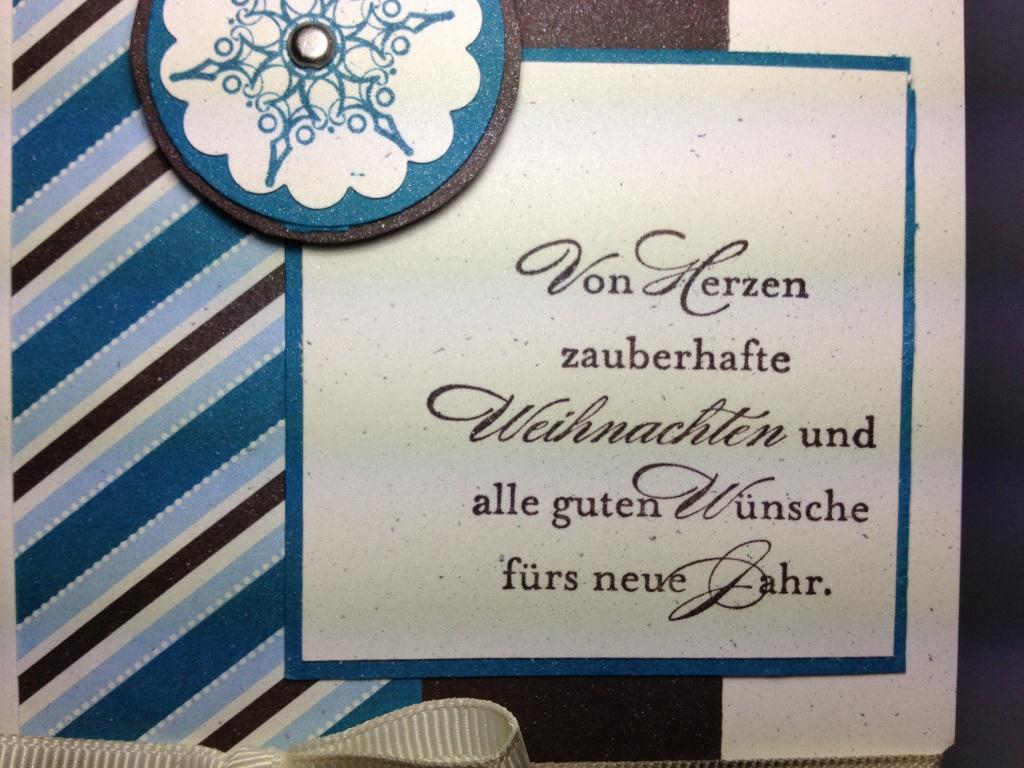 Von Herzen
zauberhafte
Weihnachten und
alle guten Wünsche
fürs neue Jahr.